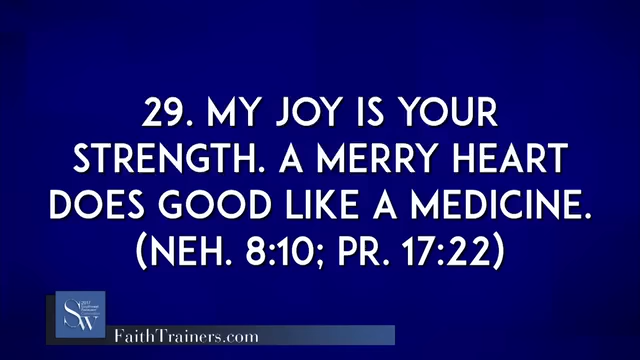 29. MY JOY IS YOUR
STRENGTH. A MERRY HEART
DOES GOOD LIKE A MEDICINE.
(NEH. 8:10; PR. 17:22)
SW
FaithTrainers.com